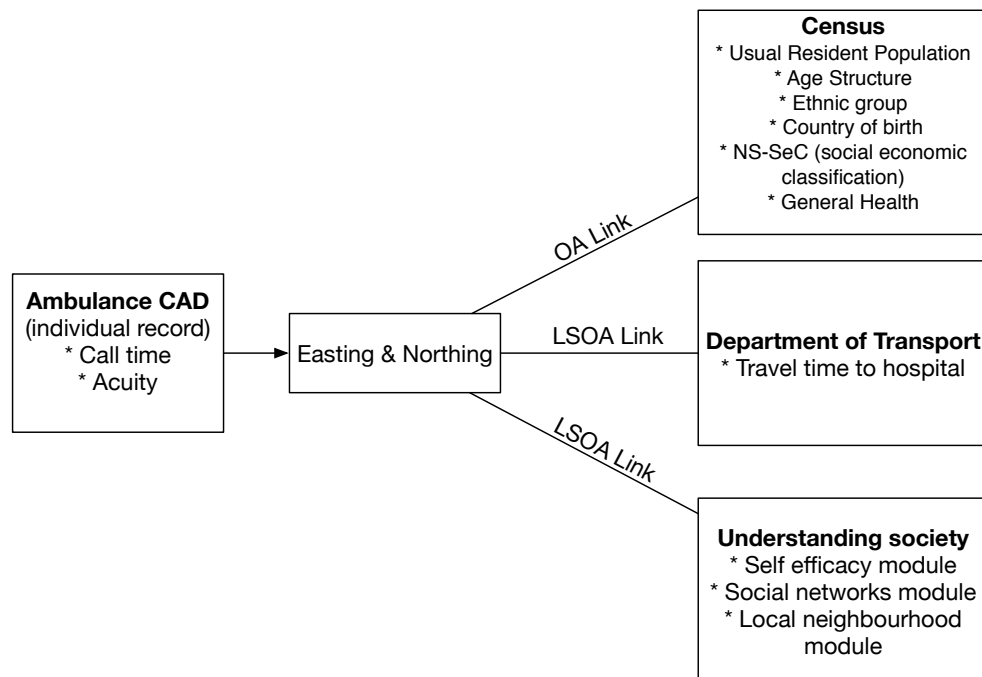 Census
* Usual Resident Population
* Age Structure
* Ethnic group
* Country of birth
* NS-SeC (social economic
classification)
* General Health
OA Link
Ambulance CAD
(individual record)
* Call time
* Acuity
Easting & Northing
LSOA Link
Department of Transport
* Travel time to hospital
LSOA Link
Understanding society
* Self efficacy module
* Social networks module
* Local neighbourhood
module